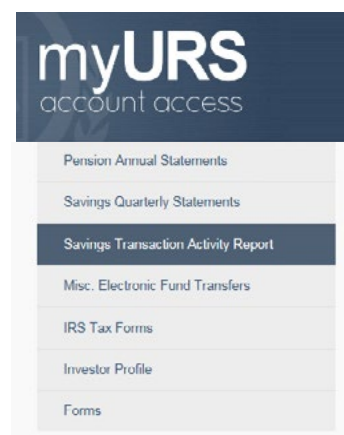 myURS
account access
Pension Annual Statements
Savings Quarterly Statements
Savings Transaction Activity Report
Misc. Electronic Fund Transfers
IRS Tax Forms
Investor Profile
Forms